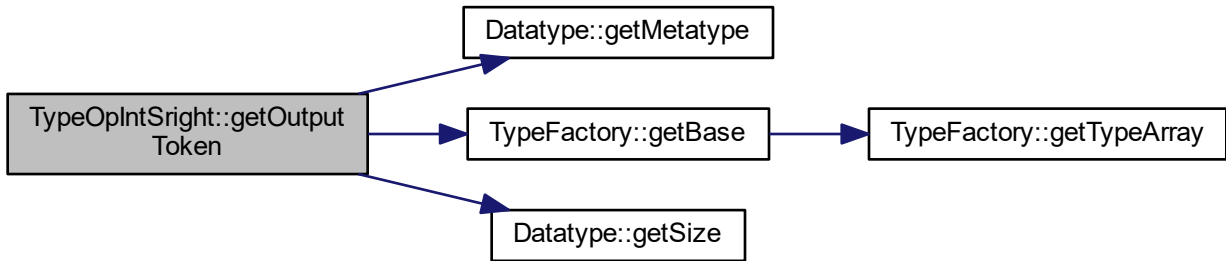 Datatype::getMetatype
TypeOpIntSright::getOutput
Token
TypeFactory::getBase
TypeFactory::getTypeArray
Datatype::getSize